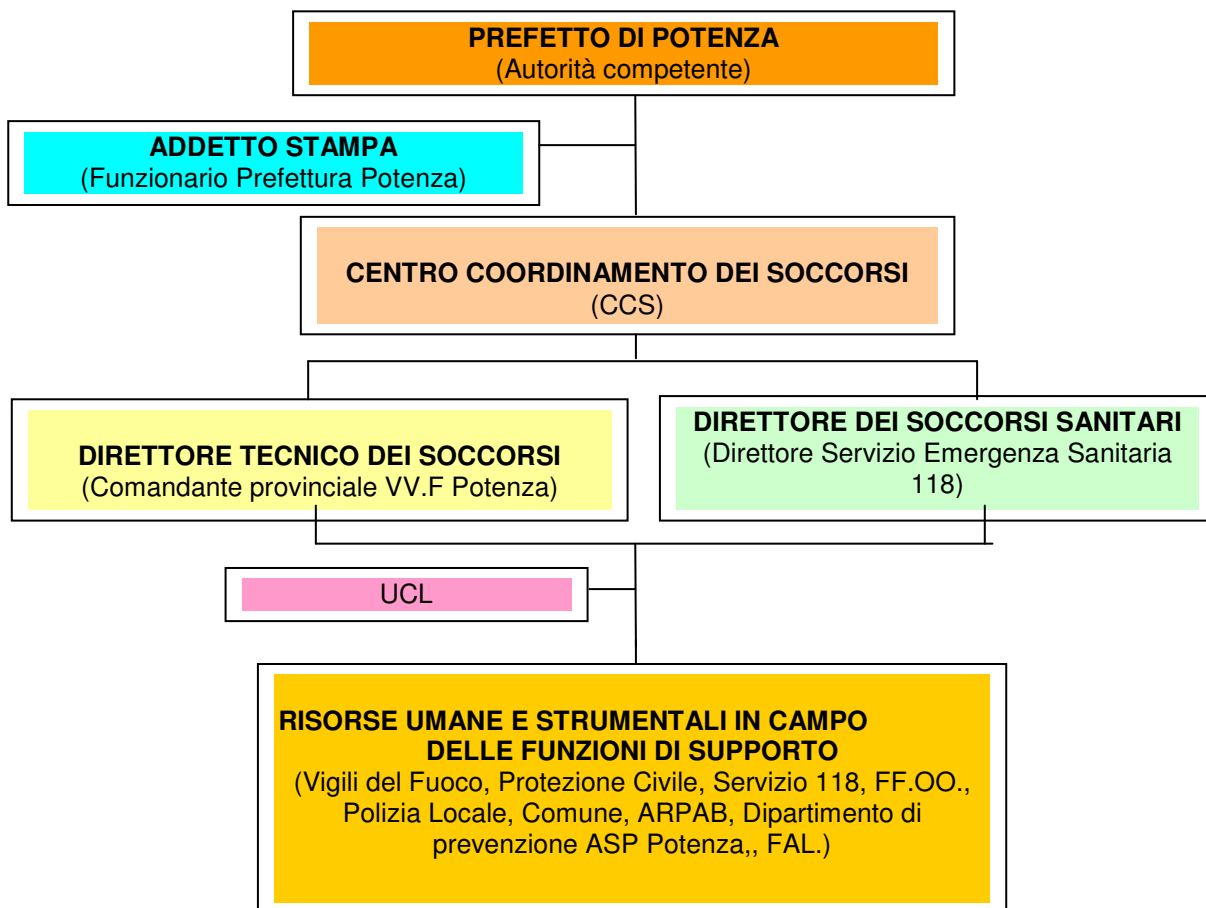 PREFETTO DI POTENZA
(Autorità competente)
ADDETTO STAMPA
(Funzionario Prefettura Potenza)
CENTRO COORDINAMENTO DEI SOCCORSI
(CCS)
DIRETTORE TECNICO DEI SOCCORSI
(Comandante provinciale VV.F Potenza)
DIRETTORE DEI SOCCORSI SANITARI
(Direttore Servizio Emergenza Sanitaria
118)
UCL
RISORSE UMANE E STRUMENTALI IN CAMPO
DELLE FUNZIONI DI SUPPORTO
(Vigili del Fuoco, Protezione Civile, Servizio 118, FF.OO.,
Polizia Locale, Comune, ARPAB, Dipartimento di
prevenzione ASP Potenza,, FAL.)